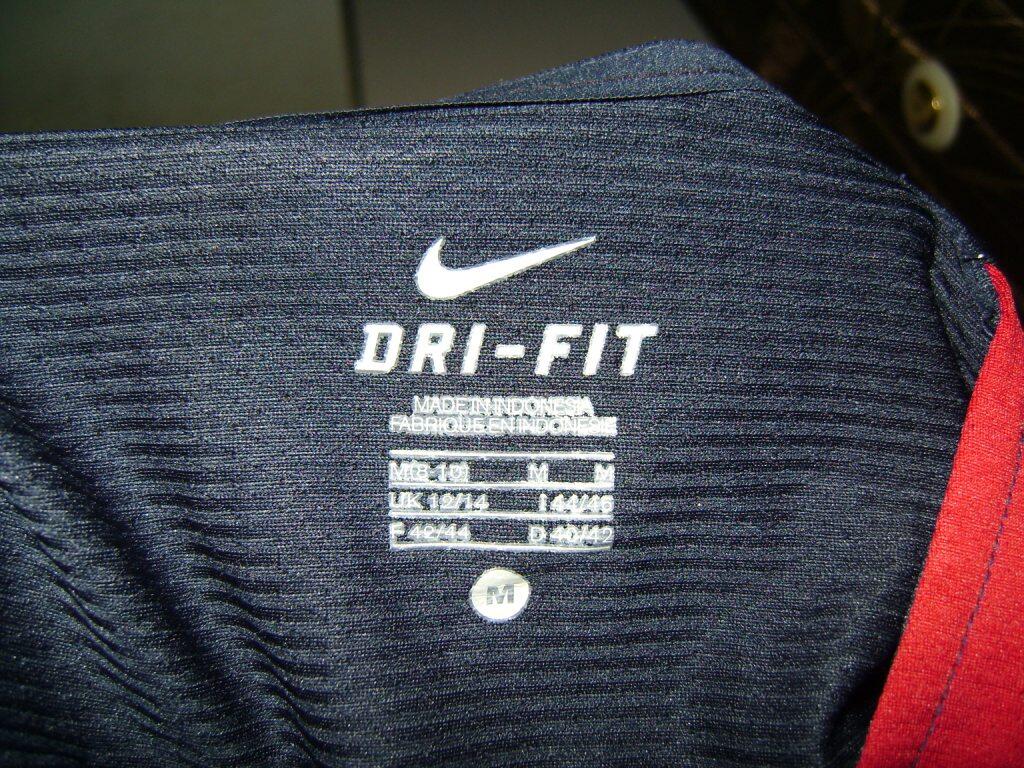 DRI-FIT
MADE IN INDONESIA
FABRIQUE EN INDONESIE
M(8-10) M M
UK 12/14 I 44/46
F 42/44 D 40/42
M